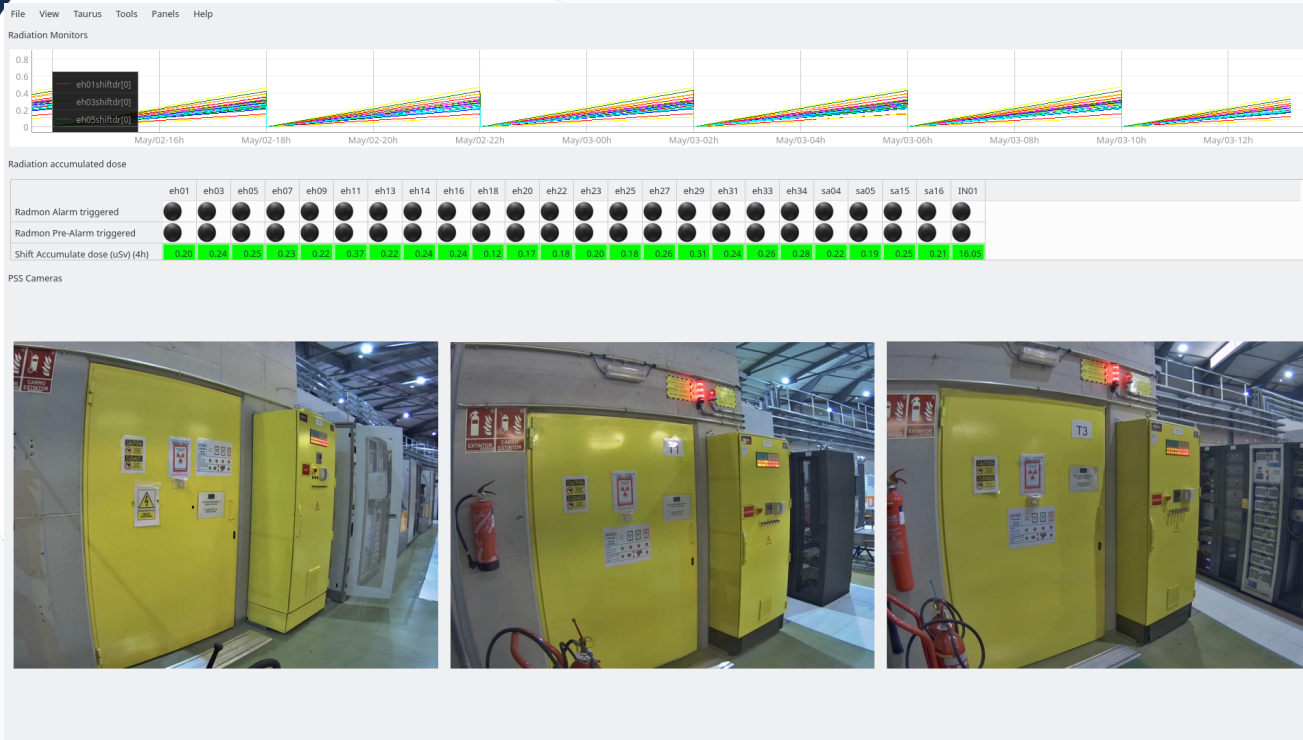 File View Taurus Tools Panels Help
Radiation Monitors
0.8
0.6
0.4
0.2
0
eh01shiftdr[0]
eh03shiftdr[0]
eh05shiftdr[0]
May/02-16h May/02-18h May/02-20h May/02-22h May/03-00h May/03-02h May/03-04h May/03-06h May/03-08h May/03-10h May/03-12h
Radiation accumulated dose
eh01 eh03 eh05 eh07 eh09 eh11 eh13 eh14 eh16 eh18 eh20 eh22 eh23 eh25 eh27 eh29 eh31 eh33 eh34 sa04 sa05 sa15 sa16 IN01
Radmon Alarm triggered
Radmon Pre-Alarm triggered
Shift Accumulate dose (uSv) (4h) 0.20 0.24 0.25 0.23 0.22 0.37 0.22 0.24 0.24 0.12 0.17 0.18 0.20 0.18 0.26 0.31 0.24 0.26 0.28 0.22 0.19 0.25 0.21 16.05
PSS Cameras
CARRO
EXTINTOR
CAUTION
EXTINTOR
CARRO
EXTINTOR
T1
CAUTION
T3
CAUTION